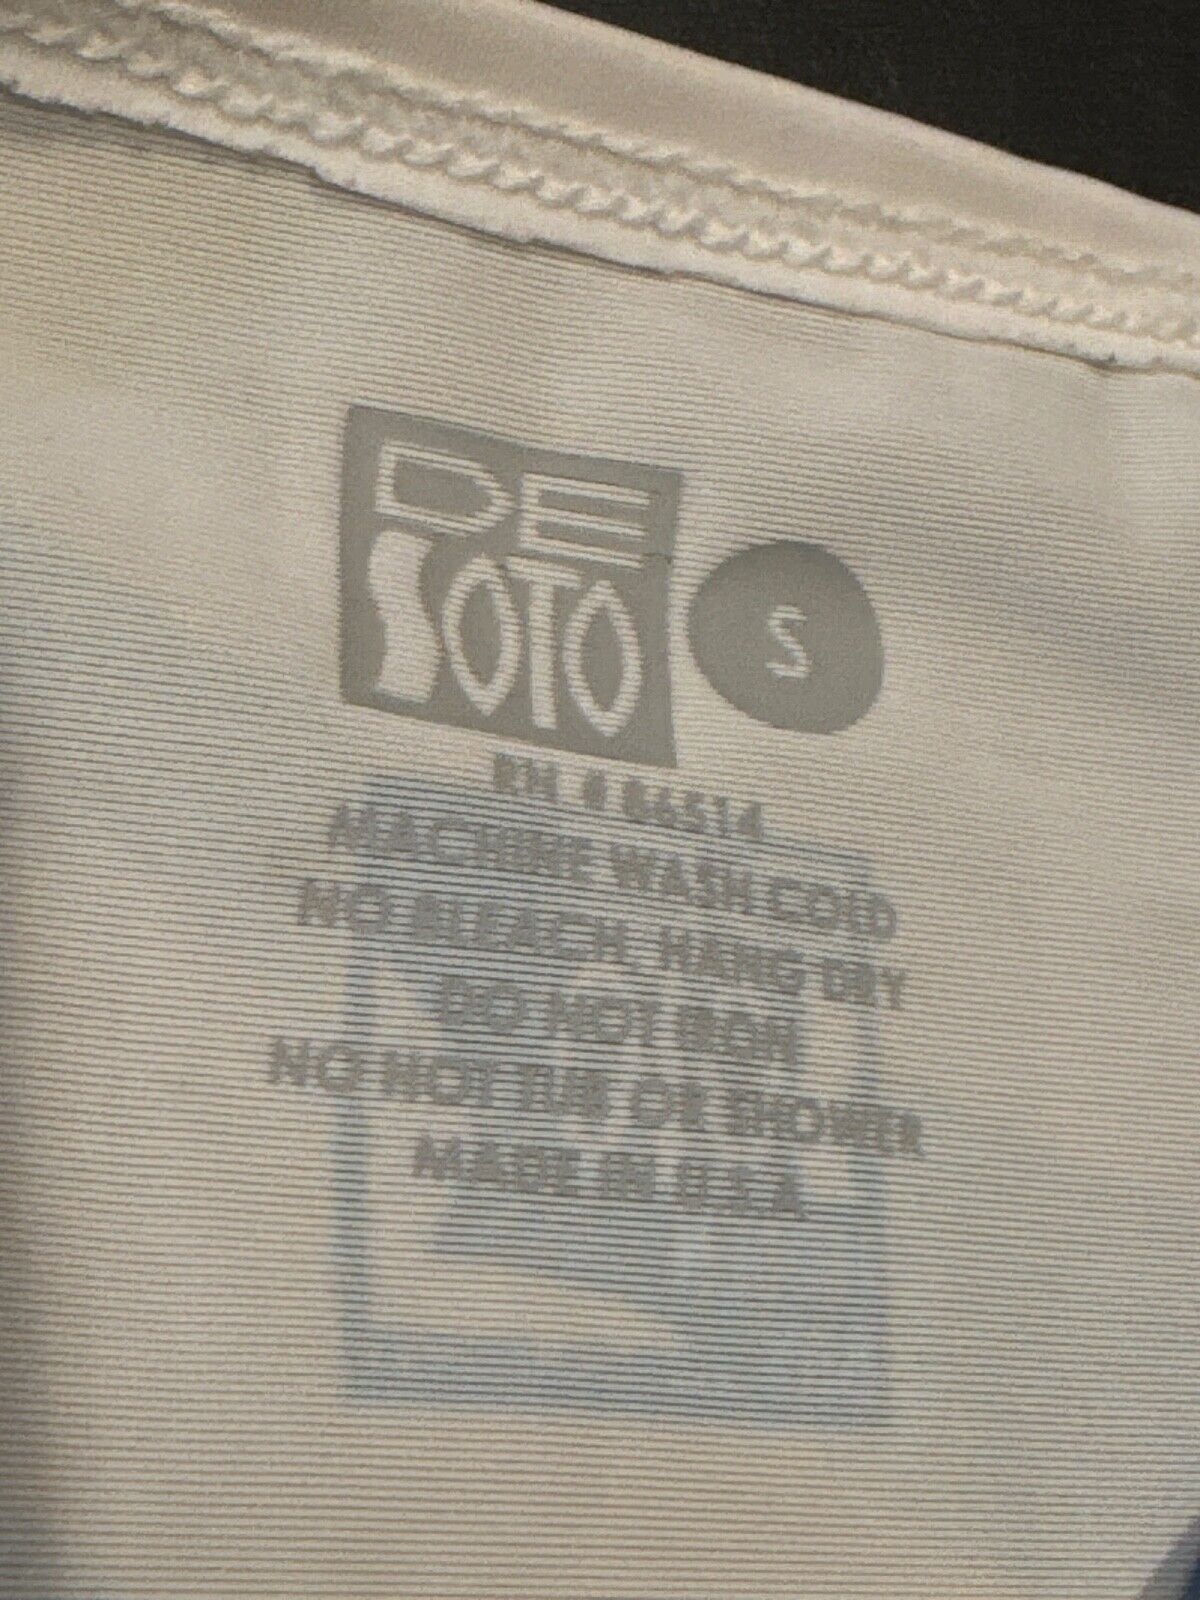 DE
SOTO
S
RN. # 86514
MACHINE WASH COLD
NO BLEACH, HANG DRY
DO NOT IRON
NO HOT TUB OR SHOWER
MADE IN U.S.A